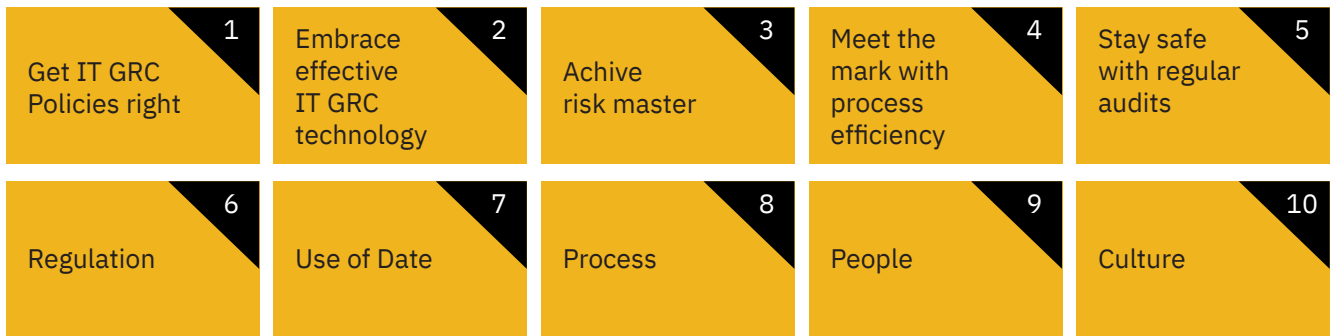 1
Get IT GRC
Policies right
2
Embrace
effective
IT GRC
technology
3
Achive
risk master
4
Meet the
mark with
process
efficiency
5
Stay safe
with regular
audits
6
Regulation
7
Use of Date
8
Process
9
People
10
Culture